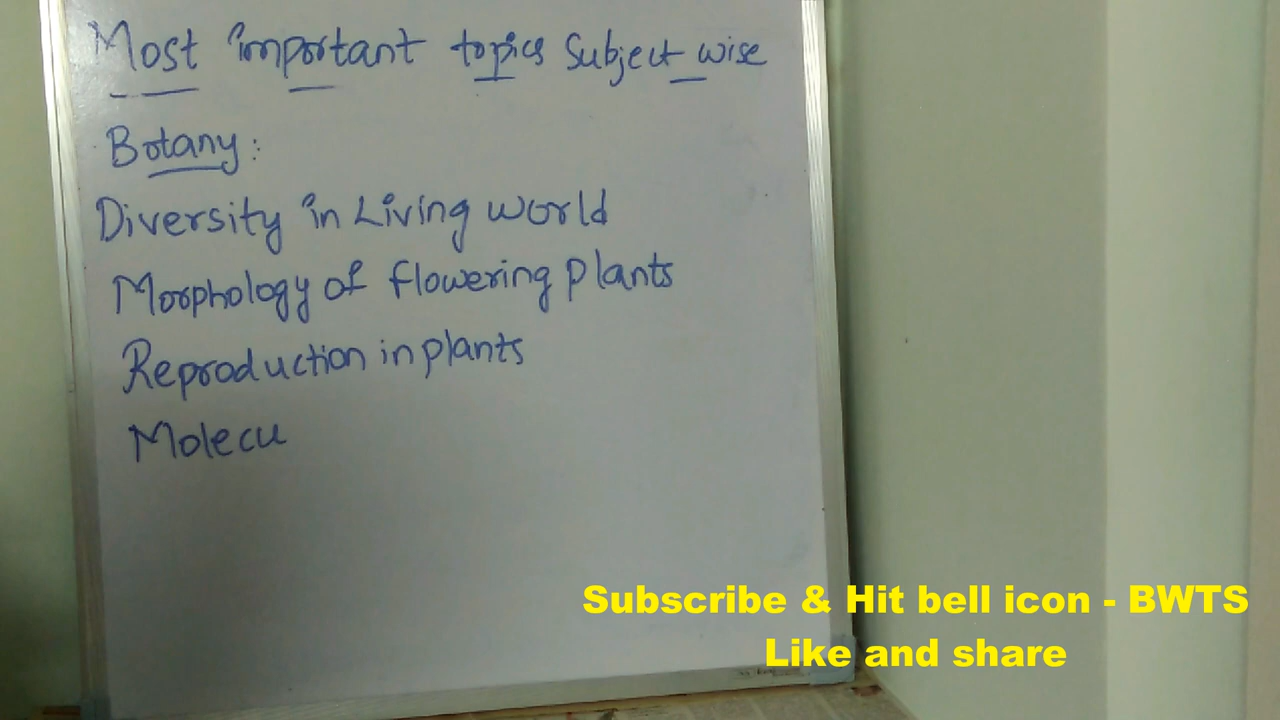 Most important topics Subject wise
Botany:
Diversity in Living world
Morphology of flowering plants
Reproduction in plants
Molecu
Subscribe & Hit bell icon - BWTS
Like and share